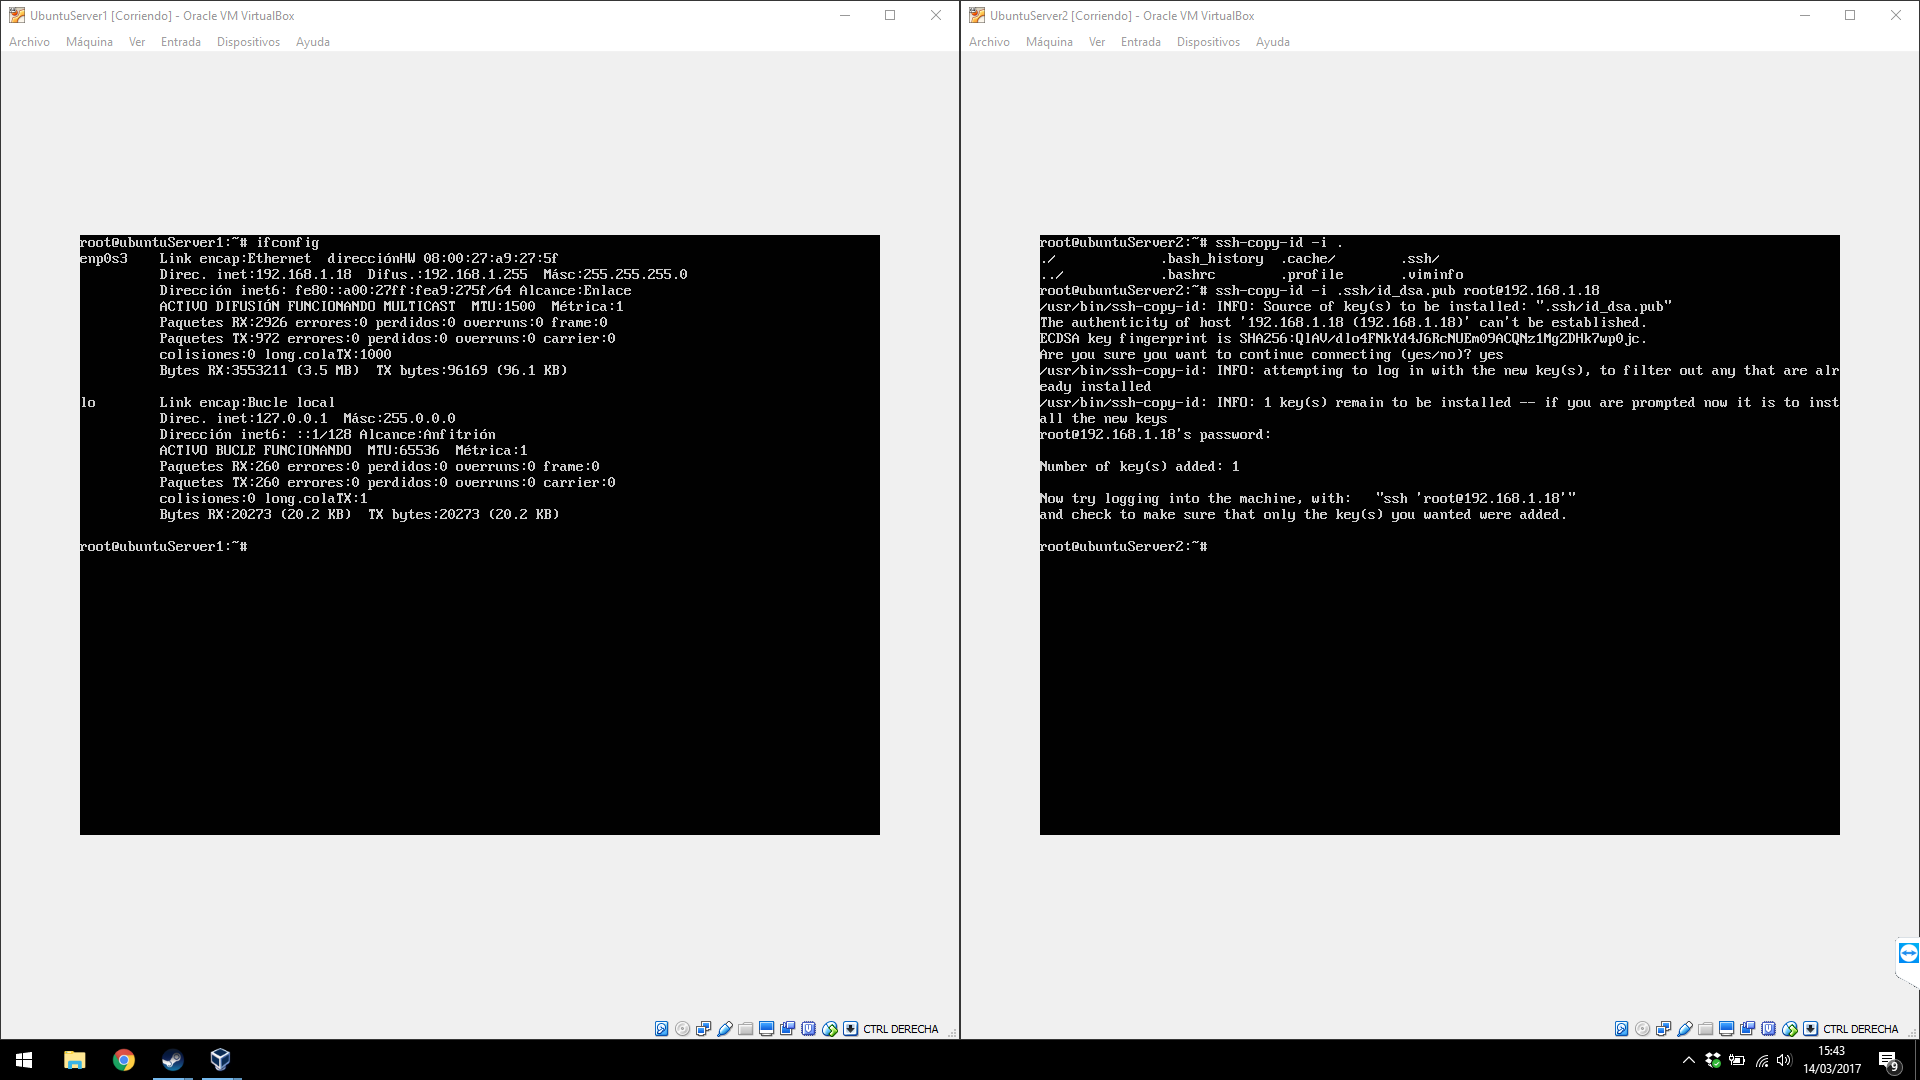 UbuntuServer1 [Corriendo] - Oracle VM VirtualBox
Archivo Máquina Ver Entrada Dispositivos Ayuda
root@ubuntuServer1:~# ifconfig
enp0s3 Link encap:Ethernet direcciónHW 08:00:27:a9:27:5f
Direc. inet:192.168.1.18 Difus.:192.168.1.255 Másc:255.255.255.0
Dirección inet6: fe80::a00:27ff:fea9:275f/64 Alcance:Enlace
ACTIVO DIFUSIÓN FUNCIONANDO MULTICAST MTU:1500 Métrica:1
Paquetes RX:2926 errores:0 perdidos:0 overruns:0 frame:0
Paquetes TX:972 errores:0 perdidos:0 overruns:0 carrier:0
colisiones:0 long.colaTX:1000
Bytes RX:3553211 (3.5 MB) TX bytes:96169 (96.1 KB)
lo Link encap:Bucle local
Direc. inet:127.0.0.1 Másc:255.0.0.0
Dirección inet6: ::1/128 Alcance:Anfitrión
ACTIVO BUCLE FUNCIONANDO MTU:65536 Métrica:1
Paquetes RX:260 errores:0 perdidos:0 overruns:0 frame:0
Paquetes TX:260 errores:0 perdidos:0 overruns:0 carrier:0
colisiones:0 long.colaTX:1
Bytes RX:20273 (20.2 KB) TX bytes:20273 (20.2 KB)
root@ubuntuServer1:~#
CTRL DERECHA
UbuntuServer2 [Corriendo] - Oracle VM VirtualBox
Archivo Máquina Ver Entrada Dispositivos Ayuda
root@ubuntuServer2:~# ssh-copy-id -i .
./ .bash_history .cache/ .ssh/
../ .bashrc .profile .viminfo
root@ubuntuServer2:~# ssh-copy-id -i .ssh/id_dsa.pub root@192.168.1.18
/usr/bin/ssh-copy-id: INFO: Source of key(s) to be installed: ".ssh/id_dsa.pub"
The authenticity of host '192.168.1.18 (192.168.1.18)' can't be established.
ECDSA key fingerprint is SHA256:QlAV/dlo4FNkYd4J6RcNUEm09ACQNz1MgZDHk7wp0jc.
Are you sure you want to continue connecting (yes/no)? yes
/usr/bin/ssh-copy-id: INFO: attempting to log in with the new key(s), to filter out any that are alr
eady installed
/usr/bin/ssh-copy-id: INFO: 1 key(s) remain to be installed -- if you are prompted now it is to inst
all the new keys
root@192.168.1.18's password:
Number of key(s) added: 1
Now try logging into the machine, with: "ssh 'root@192.168.1.18'"
and check to make sure that only the key(s) you wanted were added.
root@ubuntuServer2:~#
CTRL DERECHA
15:43
14/03/2017
9